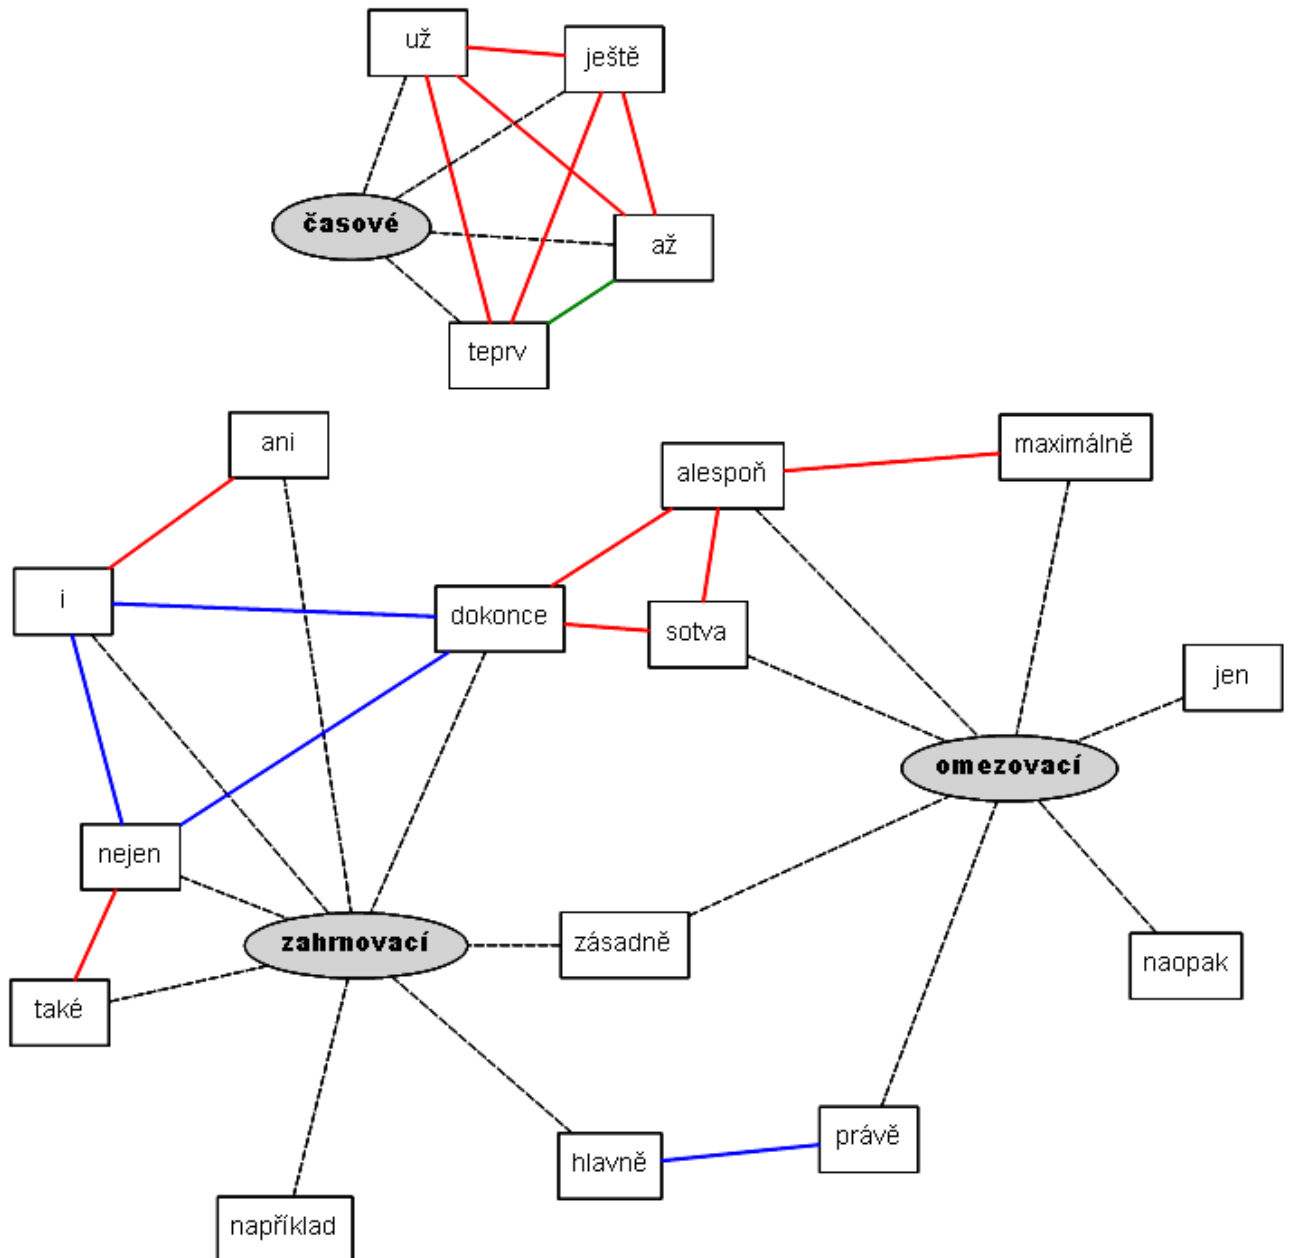 už
ještě
časové
až
teprv
ani
alespoň
maximálně
i
dokonce
sotva
jen
omezovací
nejen
zahrnovací
zásadně
naopak
také
hlavně
právě
například